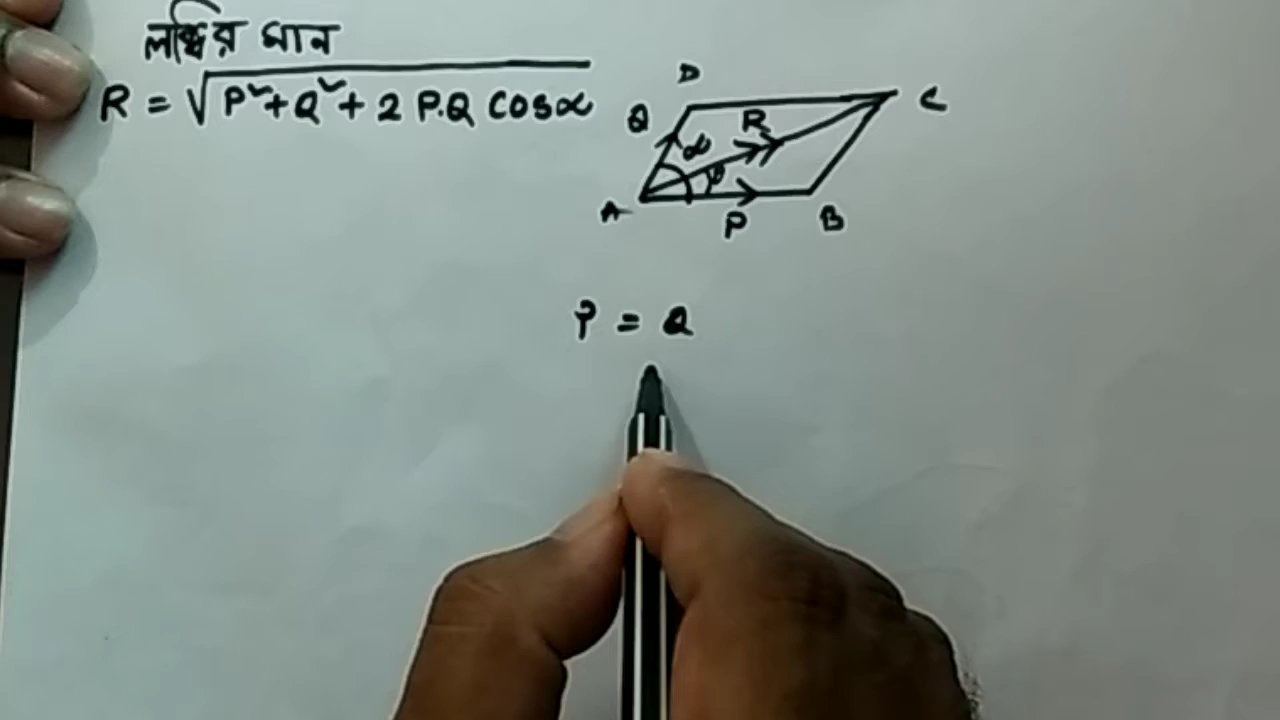 লব্ধির মান
R = √P²+Q²+2 P.Q Cosα
D
C
Q
R
α
φ
A
P
B
P = Q